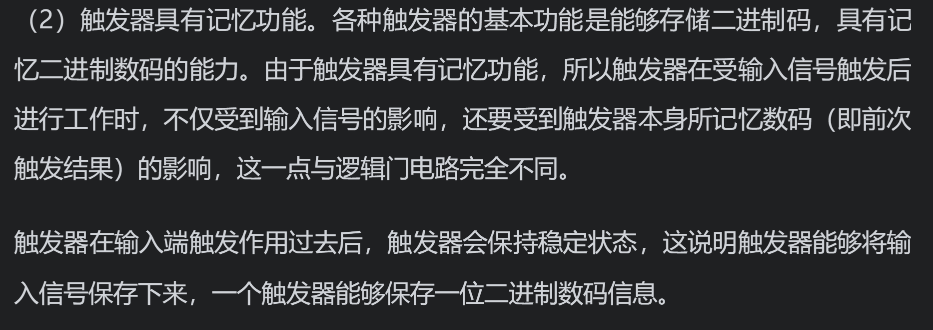 （2）触发器具有记忆功能。各种触发器的基本功能是能够存储二进制码，具有记
忆二进制数码的能力。由于触发器具有记忆功能，所以触发器在受输入信号触发后
进行工作时，不仅受到输入信号的影响，还要受到触发器本身所记忆数码（即前次
触发结果）的影响，这一点与逻辑门电路完全不同。
触发器在输入端触发作用过去后，触发器会保持稳定状态，这说明触发器能够将输
入信号保存下来，一个触发器能够保存一位二进制数码信息。